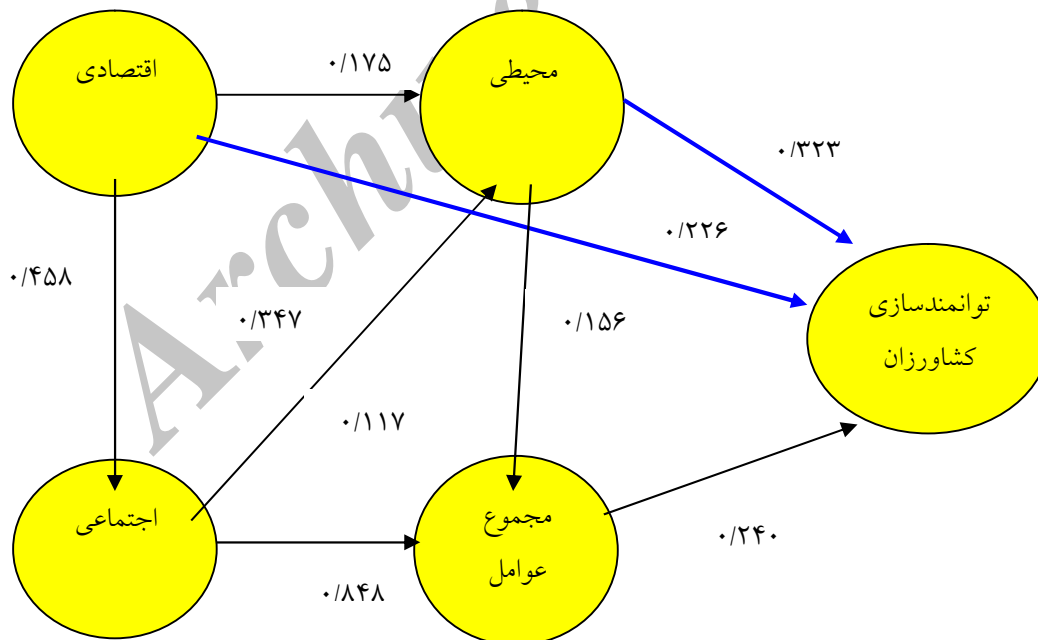 اقتصادی
۰/۱۷۵
محیطی
۰/۳۲۳
۰/۲۲۶
۰/۴۵۸
۰/۳۴۷
۰/۱۵۶
توانمندسازی
کشاورزان
۰/۱۱۷
اجتماعی
مجموع
عوامل
۰/۲۴۰
۰/۸۴۸